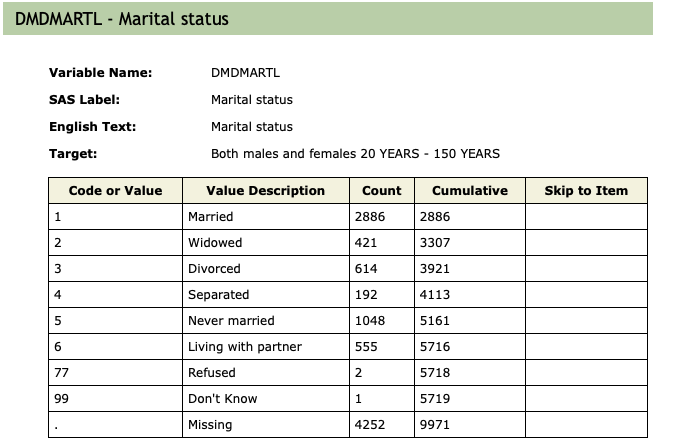 DMDMARTL - Marital status
Variable Name: DMDMARTL
SAS Label: Marital status
English Text: Marital status
Target: Both males and females 20 YEARS - 150 YEARS
Code or Value Value Description Count Cumulative Skip to Item
1 Married 2886 2886
2 Widowed 421 3307
3 Divorced 614 3921
4 Separated 192 4113
5 Never married 1048 5161
6 Living with partner 555 5716
77 Refused 2 5718
99 Don't Know 1 5719
. Missing 4252 9971